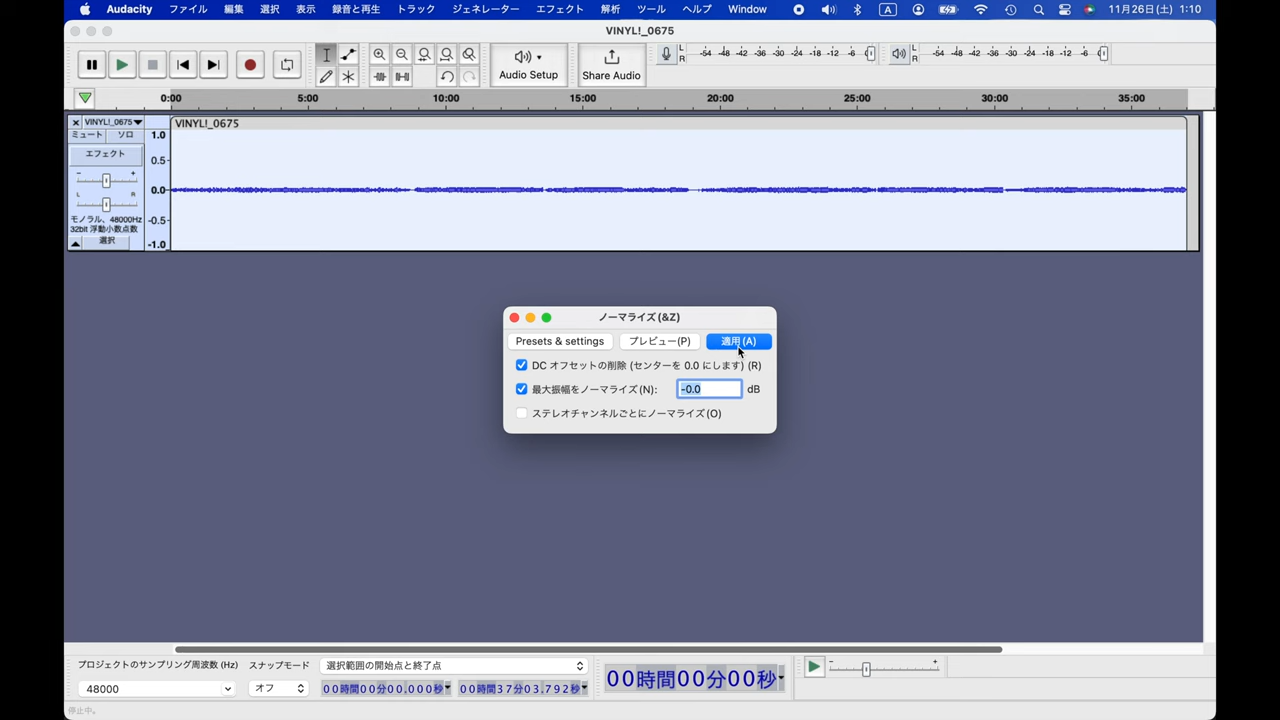 Audacity ファイル 編集 選択 表示 録音と再生 トラック ジェネレーター エフェクト 解析 ツール ヘルプ Window A 11月26日(土) 1:10
VINYL!_0675
Audio Setup
Share Audio
L R -54 -48 -42 -36 -30 -24 -18 -12 -6
L R -54 -48 -42 -36 -30 -24 -18 -12 -6
0:00 5:00 10:00 15:00 20:00 25:00 30:00 35:00
VINYL!_0675
VINYL!_0675
ミュート ソロ
エフェクト
- +
L R
モノラル、48000Hz
32bit 浮動小数点数
選択
1.0
0.5
0.0
-0.5
-1.0
ノーマライズ (&Z)
Presets & settings プレビュー(P) 適用(A)
DC オフセットの削除 (センターを 0.0 にします) (R)
最大振幅をノーマライズ(N): -0.0 dB
ステレオチャンネルごとにノーマライズ(O)
プロジェクトのサンプリング周波数 (Hz) スナップモード 選択範囲の開始点と終了点
48000 オフ 00時間00分00.000秒 00時間37分03.792秒
00時間00分00秒
- +
停止中。